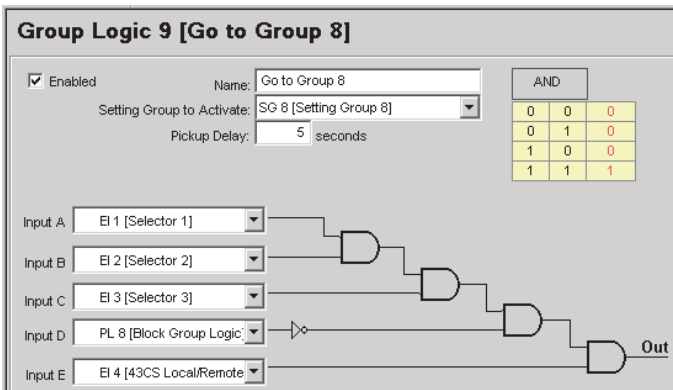 Group Logic 9 [Go to Group 8]
Enabled
Name: Go to Group 8
Setting Group to Activate: SG 8 [Setting Group 8]
Pickup Delay: 5 seconds
AND
0 0 0
0 1 0
1 0 0
1 1 1
Input A EI 1 [Selector 1]
Input B EI 2 [Selector 2]
Input C EI 3 [Selector 3]
Input D PL 8 [Block Group Logic]
Out
Input E EI 4 [43CS Local/Remote